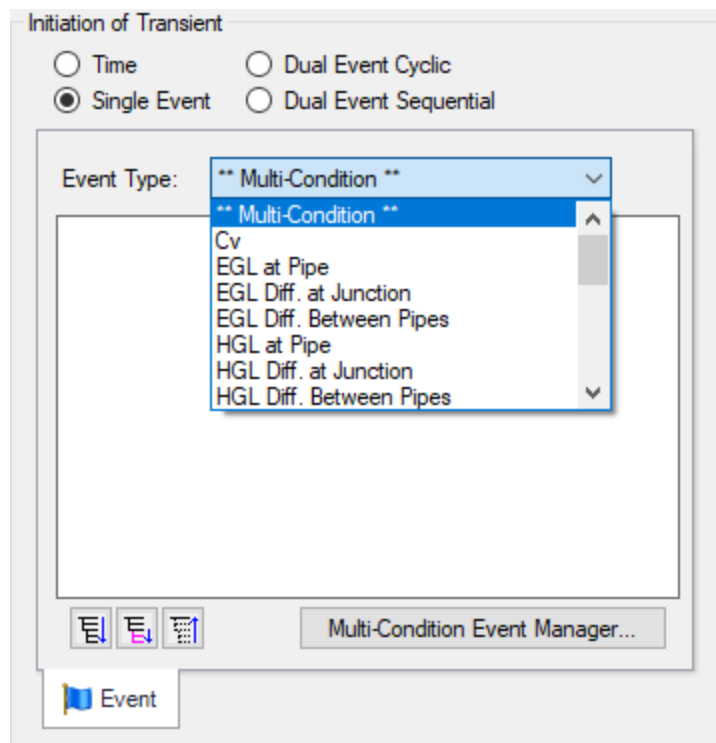 Initiation of Transient
Time
Dual Event Cyclic
Single Event
Dual Event Sequential
Event Type:
** Multi-Condition **
** Multi-Condition **
Cv
EGL at Pipe
EGL Diff. at Junction
EGL Diff. Between Pipes
HGL at Pipe
HGL Diff. at Junction
HGL Diff. Between Pipes
Multi-Condition Event Manager...
Event